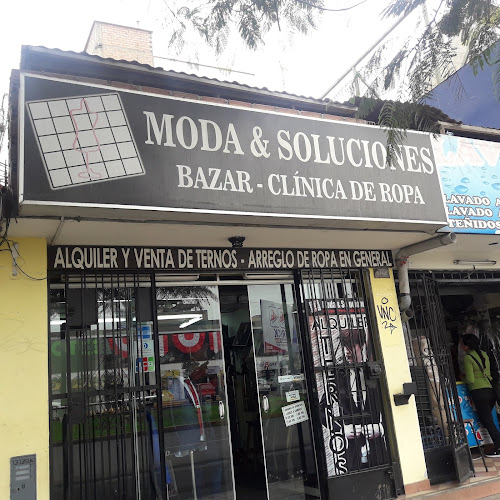 MODA & SOLUCIONES
BAZAR - CLÍNICA DE ROPA
ALQUILER Y VENTA DE TERNOS - ARREGLO DE ROPA EN GENERAL
LAVADO A
LAVADO
TEÑIDOS
ALQUILER
TERNOS
VNC